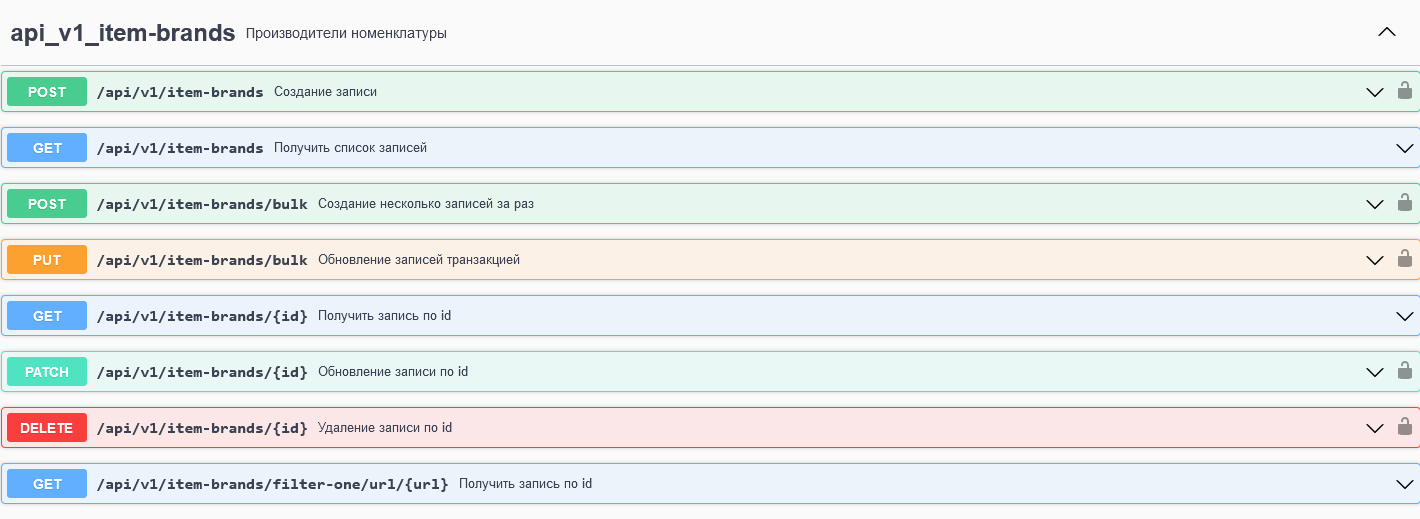 api_v1_item-brands Производители номенклатуры
POST /api/v1/item-brands Создание записи
GET /api/v1/item-brands Получить список записей
POST /api/v1/item-brands/bulk Создание несколько записей за раз
PUT /api/v1/item-brands/bulk Обновление записей транзакцией
GET /api/v1/item-brands/{id} Получить запись по id
PATCH /api/v1/item-brands/{id} Обновление записи по id
DELETE /api/v1/item-brands/{id} Удаление записи по id
GET /api/v1/item-brands/filter-one/url/{url} Получить запись по id